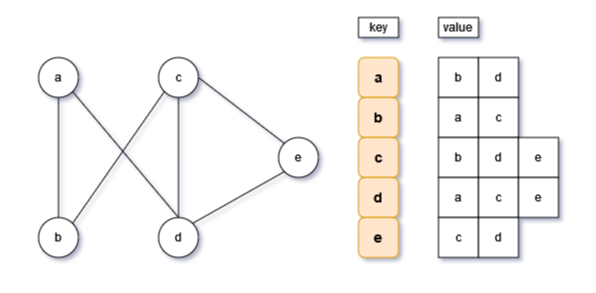 key value
a c
e
b d
a b d
b a c
c b d e
d a c e
e c d